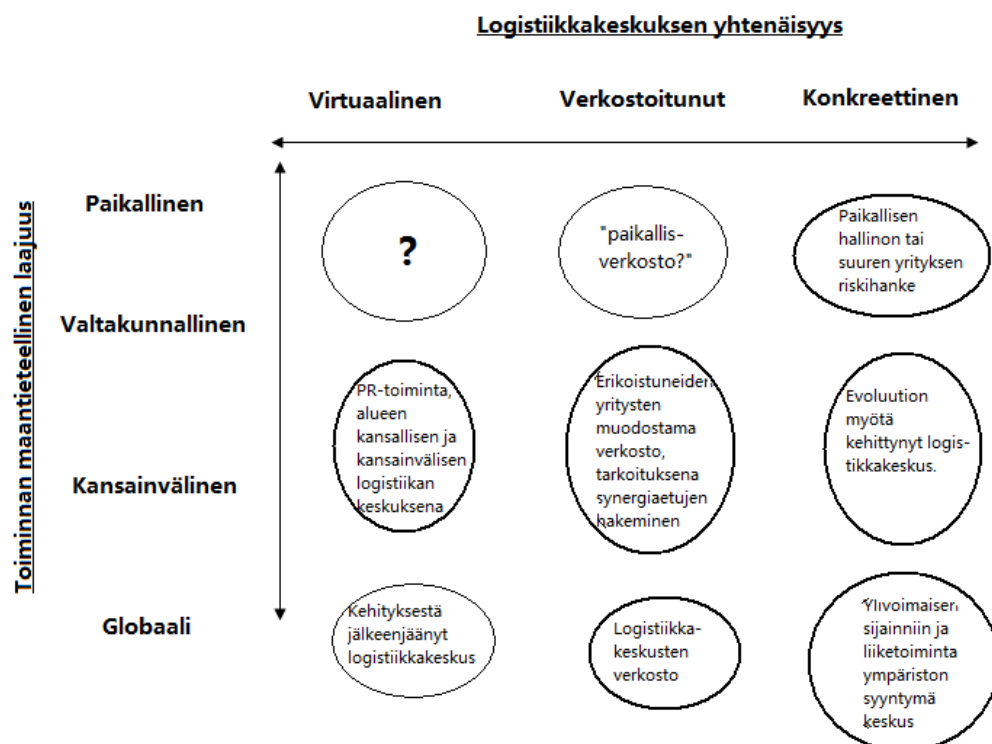 Logistiikkakeskuksen yhtenäisyys
Virtuaalinen
Verkostoitunut
Konkreettinen
Toiminnan maantieteellinen laajuus
Paikallinen
?
"paikallis-
verkosto?"
Paikallisen
hallinon tai
suuren yrityksen
riskihanke
Valtakunnallinen
PR-toiminta,
alueen
kansallisen ja
kansainvälisen
logistiikan
keskuksena
Erikoistuneiden
yritysten
muodostama
verkosto,
tarkoituksena
synergiaetujen
hakeminen
Evoluution
myötä
kehittynyt logis-
tikkakeskus.
Kansainvälinen
Globaali
Kehityksestä
jälkeenjäänyt
logistiikkakeskus
Logistiikka-
keskusten
verkosto
Ylivoimaisen
sijainniin ja
liiketoiminta
ympäriston
syyntymä
keskus